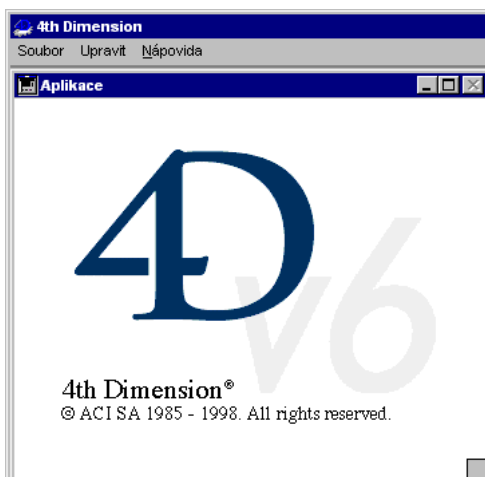 4th Dimension
Soubor Upravit Nápovida
Aplikace
4D
v6
4th Dimension®
© ACI SA 1985 - 1998. All rights reserved.